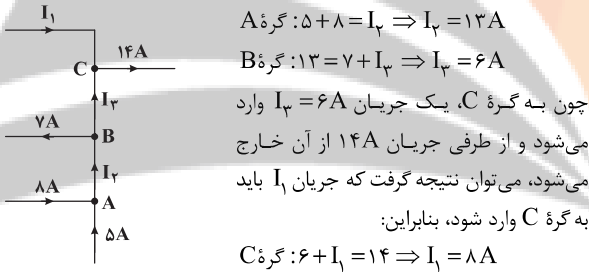 I₁
۱۴A
C
I₃
۷A
B
I₂
۸A
A
۵A
گرهٔ A: ۵+۸=I₂ ⇒ I₂=۱۳A
گرهٔ B: ۱۳=۷+I₃ ⇒ I₃=۶A
چون به گرهٔ C، یک جریان I₃=۶A وارد
می‌شود و از طرفی جریان ۱۴A از آن خارج
می‌شود، می‌توان نتیجه گرفت که جریان I₁ باید
به گرهٔ C وارد شود، بنابراین:
گرهٔ C: ۶+I₁=۱۴ ⇒ I₁=۸A